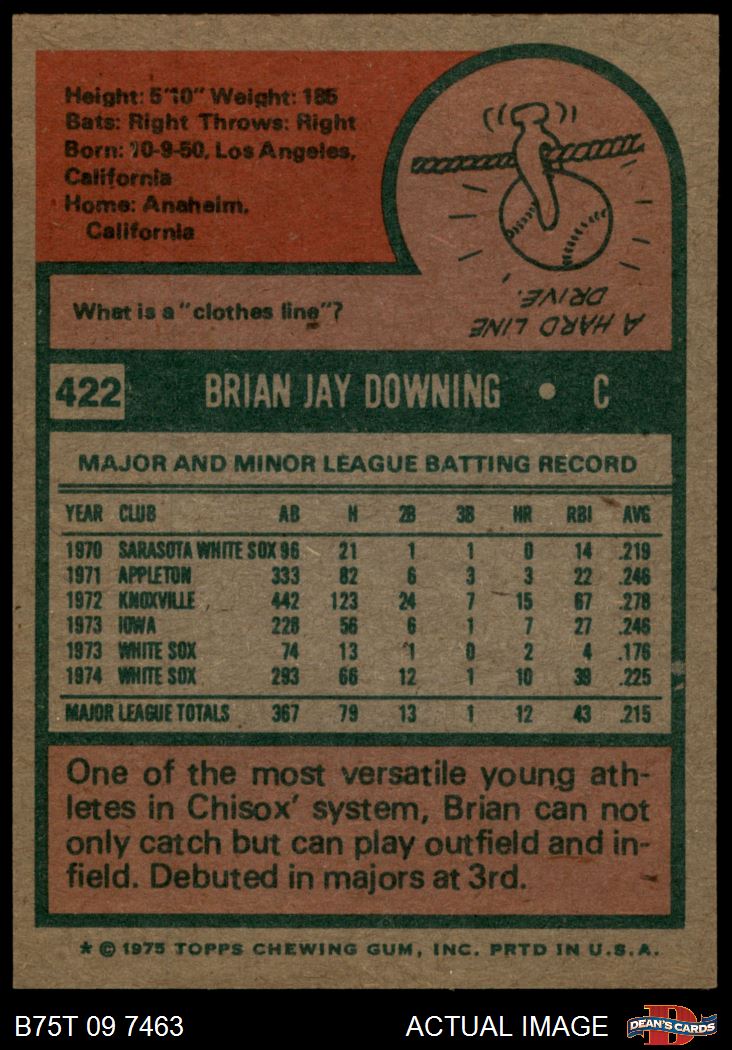 Height: 5'10" Weight: 185
Bats: Right Throws: Right
Born: 10-9-50, Los Angeles,
California
Home: Anaheim,
California
What is a "clothes line"?
A HARD LINE
DRIVE.
422 BRIAN JAY DOWNING • C
MAJOR AND MINOR LEAGUE BATTING RECORD
YEAR CLUB AB H 2B 3B HR RBI AVG
1970 SARASOTA WHITE SOX 96 21 1 1 0 14 .219
1971 APPLETON 333 82 6 3 3 22 .246
1972 KNOXVILLE 442 123 24 7 15 67 .278
1973 IOWA 228 56 6 1 7 27 .246
1973 WHITE SOX 74 13 1 0 2 4 .176
1974 WHITE SOX 293 66 12 1 10 39 .225
MAJOR LEAGUE TOTALS 367 79 13 1 12 43 .215
One of the most versatile young ath-
letes in Chisox' system, Brian can not
only catch but can play outfield and in-
field. Debuted in majors at 3rd.
* © 1975 TOPPS CHEWING GUM, INC. PRTD IN U.S.A.
B75T 09 7463 ACTUAL IMAGE D DEAN'S CARDS